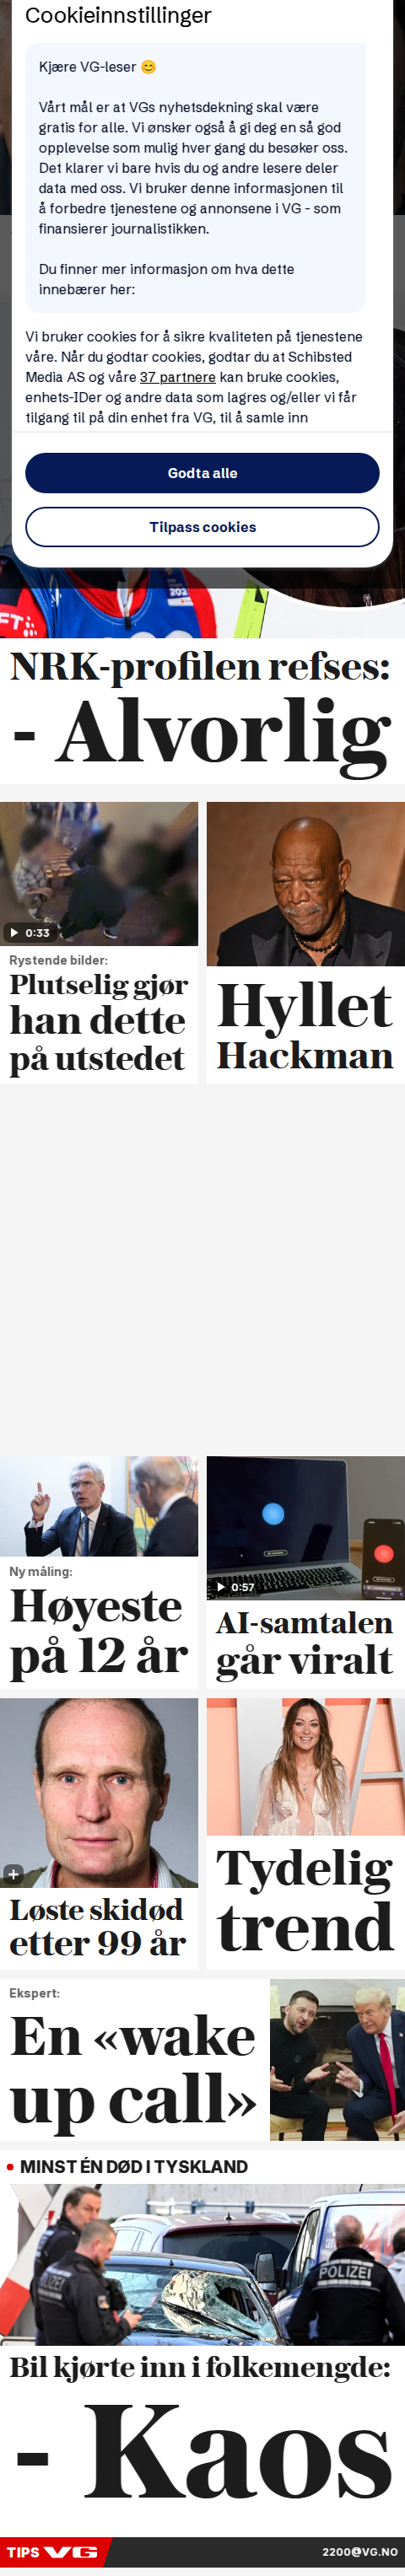 Cookieinnstillinger
Kjære VG-leser 😊
Vårt mål er at VGs nyhetsdekning skal være
gratis for alle. Vi ønsker også å gi deg en så god
opplevelse som mulig hver gang du besøker oss.
Det klarer vi bare hvis du og andre lesere deler
data med oss. Vi bruker denne informasjonen til
å forbedre tjenestene og annonsene i VG - som
finansierer journalistikken.
Du finner mer informasjon om hva dette
innebærer her:
Vi bruker cookies for å sikre kvaliteten på tjenestene
våre. Når du godtar cookies, godtar du at Schibsted
Media AS og våre 37 partnere kan bruke cookies,
enhets-IDer og andre data som lagres og/eller vi får
tilgang til på din enhet fra VG, til å samle inn
Godta alle
Tilpass cookies
NRK-profilen refses:
- Alvorlig
0:33
Rystende bilder:
Plutselig gjør
han dette
på utstedet
Hyllet
Hackman
Ny måling:
Høyeste
på 12 år
0:57
AI-samtalen
går viralt
Løste skidød
etter 99 år
Tydelig
trend
Ekspert:
En «wake
up call»
MINST ÉN DØD I TYSKLAND
POLIZEI
POLIZEI
Bil kjørte inn i folkemengde:
- Kaos
TIPS VG
2200@VG.NO